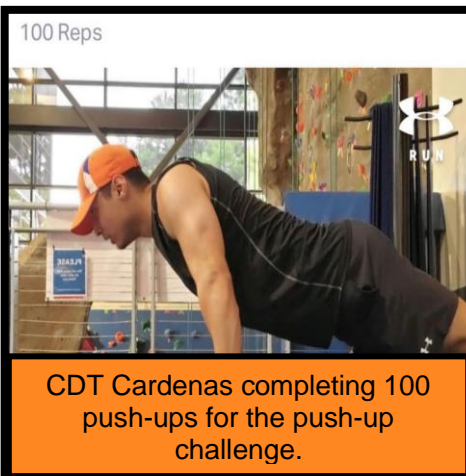 100 Reps
RUN
PLEASE
CDT Cardenas completing 100
push-ups for the push-up
challenge.